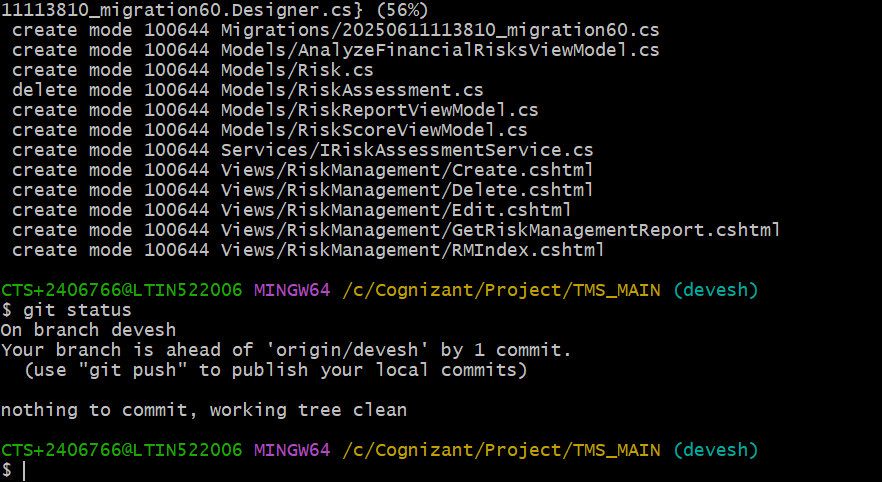 11113810_migration60.Designer.cs} (56%)
create mode 100644 Migrations/20250611113810_migration60.cs
create mode 100644 Models/AnalyzeFinancialRisksViewModel.cs
create mode 100644 Models/Risk.cs
delete mode 100644 Models/RiskAssessment.cs
create mode 100644 Models/RiskReportViewModel.cs
create mode 100644 Models/RiskScoreViewModel.cs
create mode 100644 Services/IRiskAssessmentService.cs
create mode 100644 Views/RiskManagement/Create.cshtml
create mode 100644 Views/RiskManagement/Delete.cshtml
create mode 100644 Views/RiskManagement/Edit.cshtml
create mode 100644 Views/RiskManagement/GetRiskManagementReport.cshtml
create mode 100644 Views/RiskManagement/RMIndex.cshtml
CTS+2406766@LTIN522006 MINGW64 /c/Cognizant/Project/TMS_MAIN (devesh)
$ git status
On branch devesh
Your branch is ahead of 'origin/devesh' by 1 commit.
(use "git push" to publish your local commits)
nothing to commit, working tree clean
CTS+2406766@LTIN522006 MINGW64 /c/Cognizant/Project/TMS_MAIN (devesh)
$